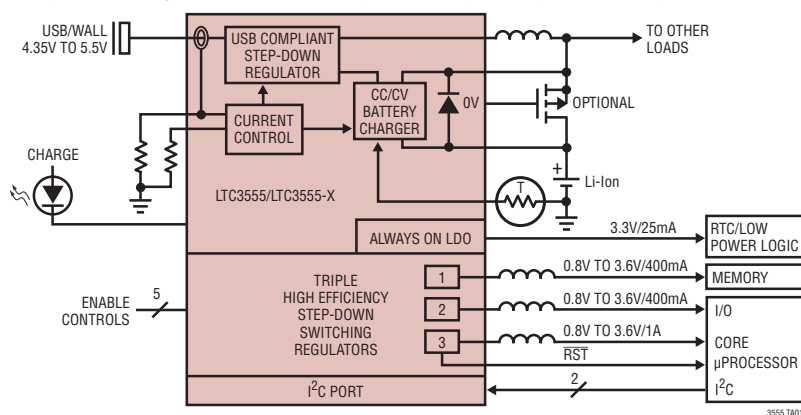 USB/WALL
4.35V TO 5.5V
USB COMPLIANT
STEP-DOWN
REGULATOR
TO OTHER
LOADS
CC/CV
BATTERY
CHARGER
0V
OPTIONAL
CURRENT
CONTROL
CHARGE
LTC3555/LTC3555-X
T
+
Li-Ion
ALWAYS ON LDO
3.3V/25mA
RTC/LOW
POWER LOGIC
TRIPLE
HIGH EFFICIENCY
STEP-DOWN
SWITCHING
REGULATORS
1
0.8V TO 3.6V/400mA
MEMORY
ENABLE
CONTROLS
5
2
0.8V TO 3.6V/400mA
I/O
3
0.8V TO 3.6V/1A
CORE
RST
µPROCESSOR
I2C PORT
2
I2C
3555 TA01